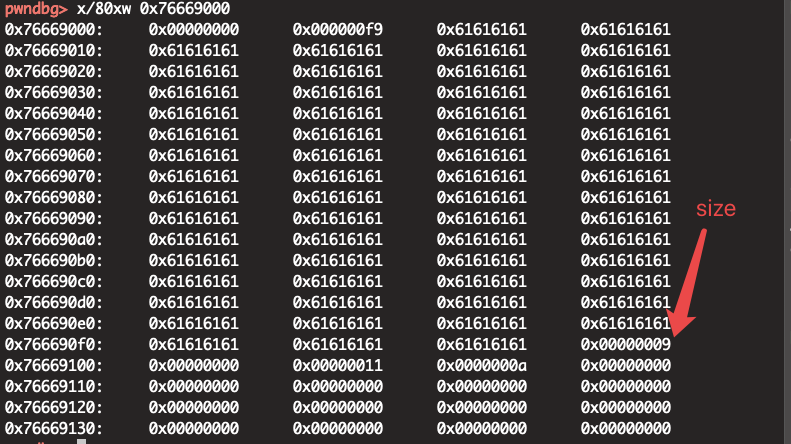 pwndbg> x/80xw 0x76669000
0x76669000: 0x00000000 0x000000f9 0x61616161 0x61616161
0x76669010: 0x61616161 0x61616161 0x61616161 0x61616161
0x76669020: 0x61616161 0x61616161 0x61616161 0x61616161
0x76669030: 0x61616161 0x61616161 0x61616161 0x61616161
0x76669040: 0x61616161 0x61616161 0x61616161 0x61616161
0x76669050: 0x61616161 0x61616161 0x61616161 0x61616161
0x76669060: 0x61616161 0x61616161 0x61616161 0x61616161
0x76669070: 0x61616161 0x61616161 0x61616161 0x61616161
0x76669080: 0x61616161 0x61616161 0x61616161 0x61616161
0x76669090: 0x61616161 0x61616161 0x61616161 0x61616161
size
0x766690a0: 0x61616161 0x61616161 0x61616161 0x61616161
0x766690b0: 0x61616161 0x61616161 0x61616161 0x61616161
0x766690c0: 0x61616161 0x61616161 0x61616161 0x61616161
0x766690d0: 0x61616161 0x61616161 0x61616161 0x61616161
0x766690e0: 0x61616161 0x61616161 0x61616161 0x61616161
0x766690f0: 0x61616161 0x61616161 0x61616161 0x00000009
0x76669100: 0x00000000 0x00000011 0x0000000a 0x00000000
0x76669110: 0x00000000 0x00000000 0x00000000 0x00000000
0x76669120: 0x00000000 0x00000000 0x00000000 0x00000000
0x76669130: 0x00000000 0x00000000 0x00000000 0x00000000